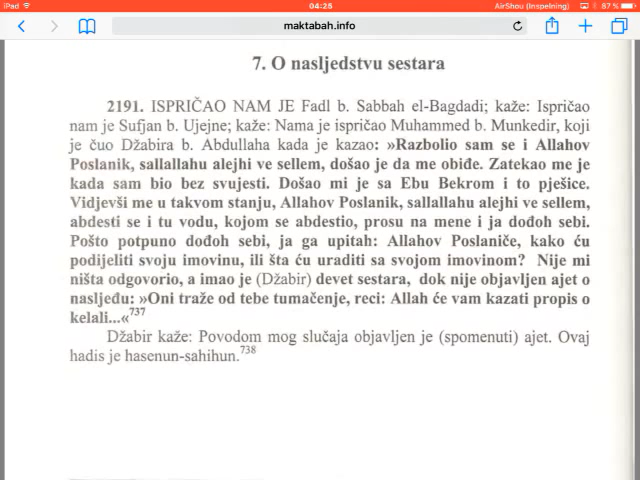 iPad
04:25
AirShou (Inspelning)
87 %
maktabah.info
7. O nasljedstvu sestara
2191. ISPRIČAO NAM JE Fadl b. Sabbah el-Bagdadi; kaže: Ispričao
nam je Sufjan b. Ujejne; kaže: Nama je ispričao Muhammed b. Munkedir, koji
je čuo Džabira b. Abdullaha kada je kazao: »Razbolio sam se i Allahov
Poslanik, sallallahu alejhi ve sellem, došao je da me obiđe. Zatekao me je
kada sam bio bez svujesti. Došao mi je sa Ebu Bekrom i to pješice.
Vidjevši me u takvom stanju, Allahov Poslanik, sallallahu alejhi ve sellem,
abdesti se i tu vodu, kojom se abdestio, prosu na mene i ja dođoh sebi.
Pošto potpuno dođoh sebi, ja ga upitah: Allahov Poslaniče, kako ću
podijeliti svoju imovinu, ili šta ću uraditi sa svojom imovinom? Nije mi
ništa odgovorio, a imao je (Džabir) devet sestara, dok nije objavljen ajet o
nasljeđu: »Oni traže od tebe tumačenje, reci: Allah će vam kazati propis o
kelali...«737
Džabir kaže: Povodom mog slučaja objavljen je (spomenuti) ajet. Ovaj
hadis je hasenun-sahihun.738